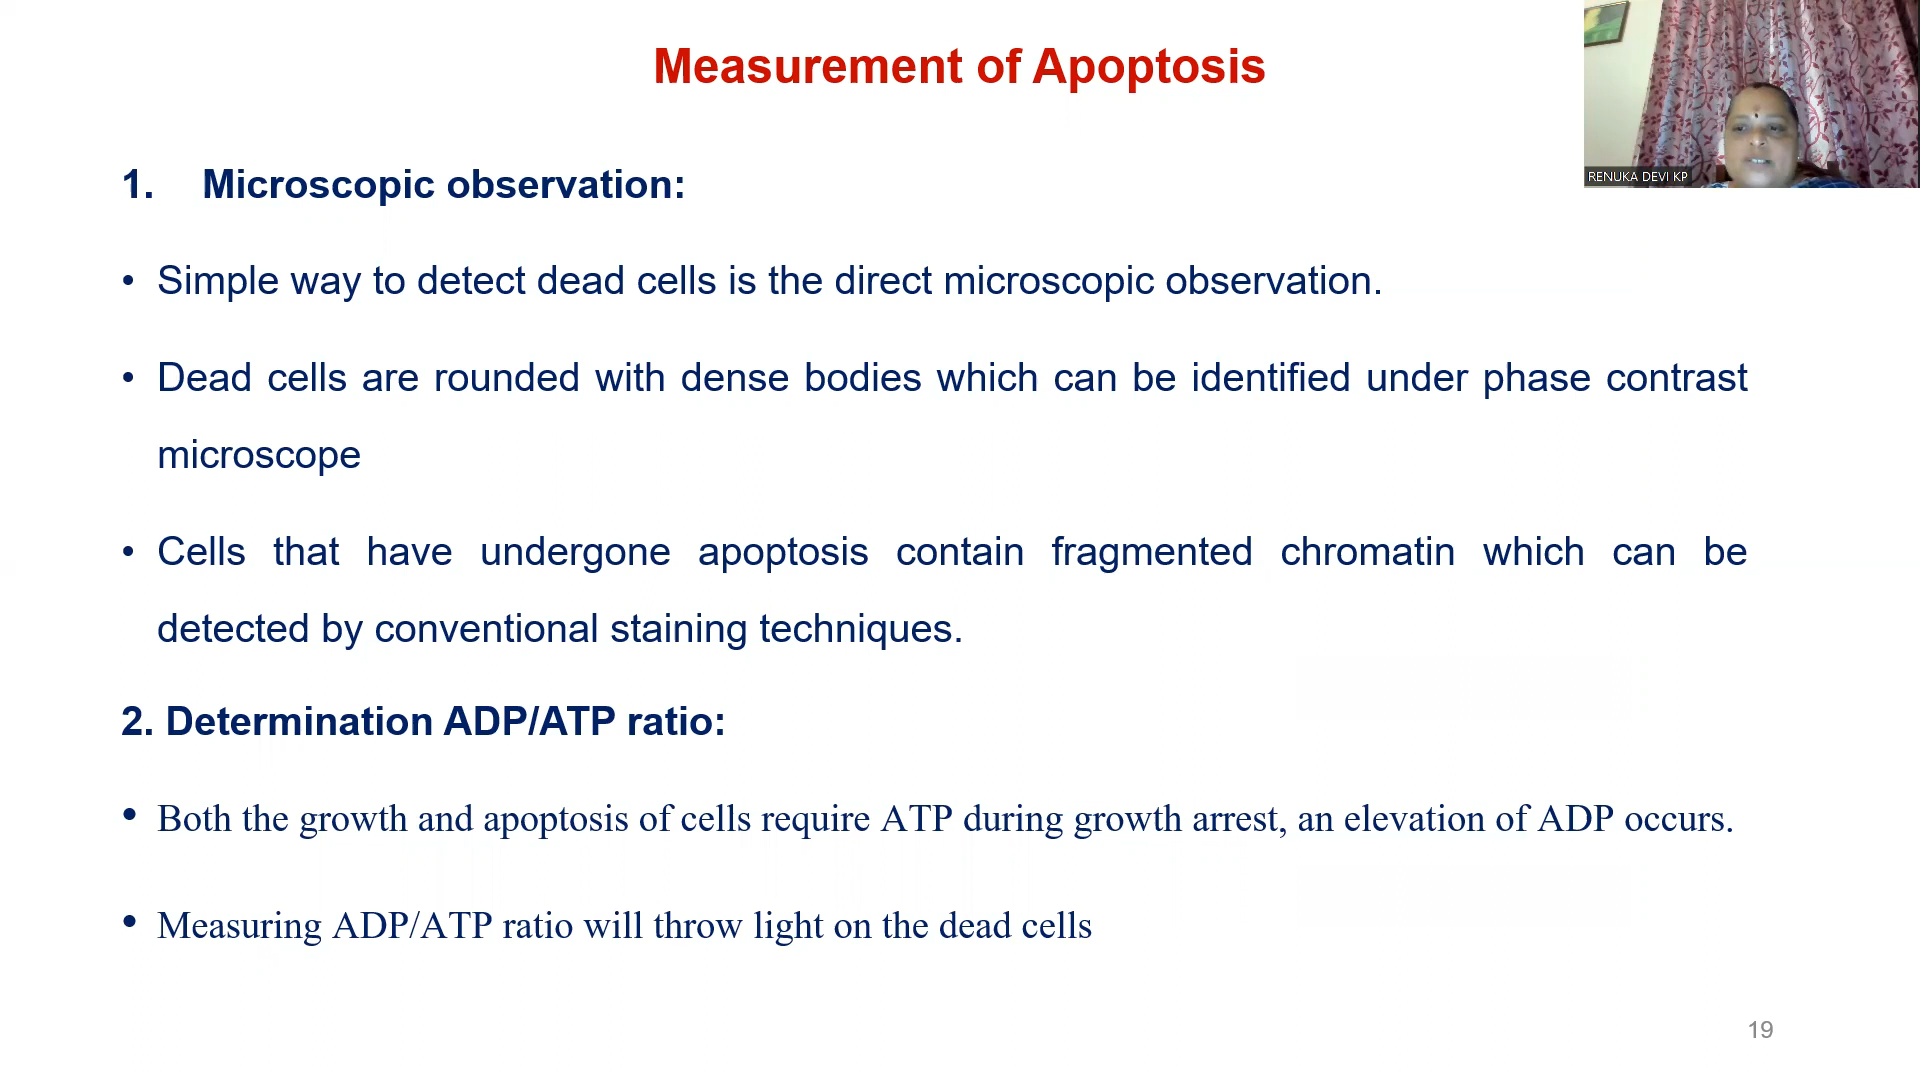 Measurement of Apoptosis
RENUKA DEVI KP
1. Microscopic observation:
• Simple way to detect dead cells is the direct microscopic observation.
• Dead cells are rounded with dense bodies which can be identified under phase contrast
microscope
• Cells that have undergone apoptosis contain fragmented chromatin which can be
detected by conventional staining techniques.
2. Determination ADP/ATP ratio:
• Both the growth and apoptosis of cells require ATP during growth arrest, an elevation of ADP occurs.
• Measuring ADP/ATP ratio will throw light on the dead cells
19